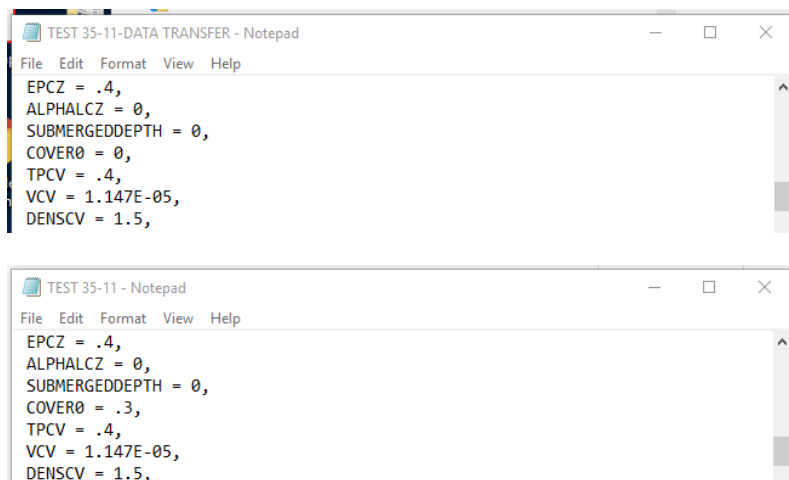 TEST 35-11-DATA TRANSFER - Notepad
File Edit Format View Help
EPCZ = .4,
ALPHALCZ = 0,
SUBMERGEDDEPTH = 0,
COVER0 = 0,
TPCV = .4,
VCV = 1.147E-05,
DENSCV = 1.5,
TEST 35-11 - Notepad
File Edit Format View Help
EPCZ = .4,
ALPHALCZ = 0,
SUBMERGEDDEPTH = 0,
COVER0 = .3,
TPCV = .4,
VCV = 1.147E-05,
DENSCV = 1.5,